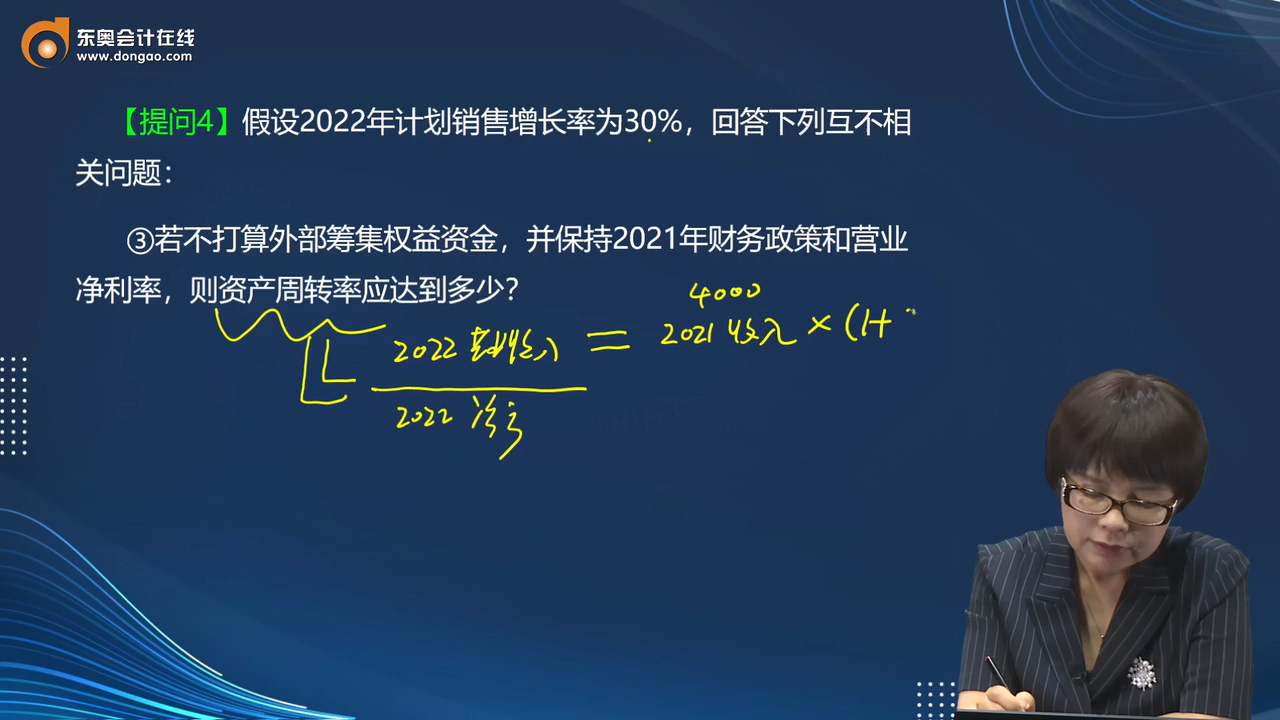 东奥会计在线
www.dongao.com
【提问4】假设2022年计划销售增长率为30%，回答下列互不相
关问题：
③若不打算外部筹集权益资金，并保持2021年财务政策和营业
净利率，则资产周转率应达到多少？
4000
2022 收入 = 2021收入 × (1+
2022 资